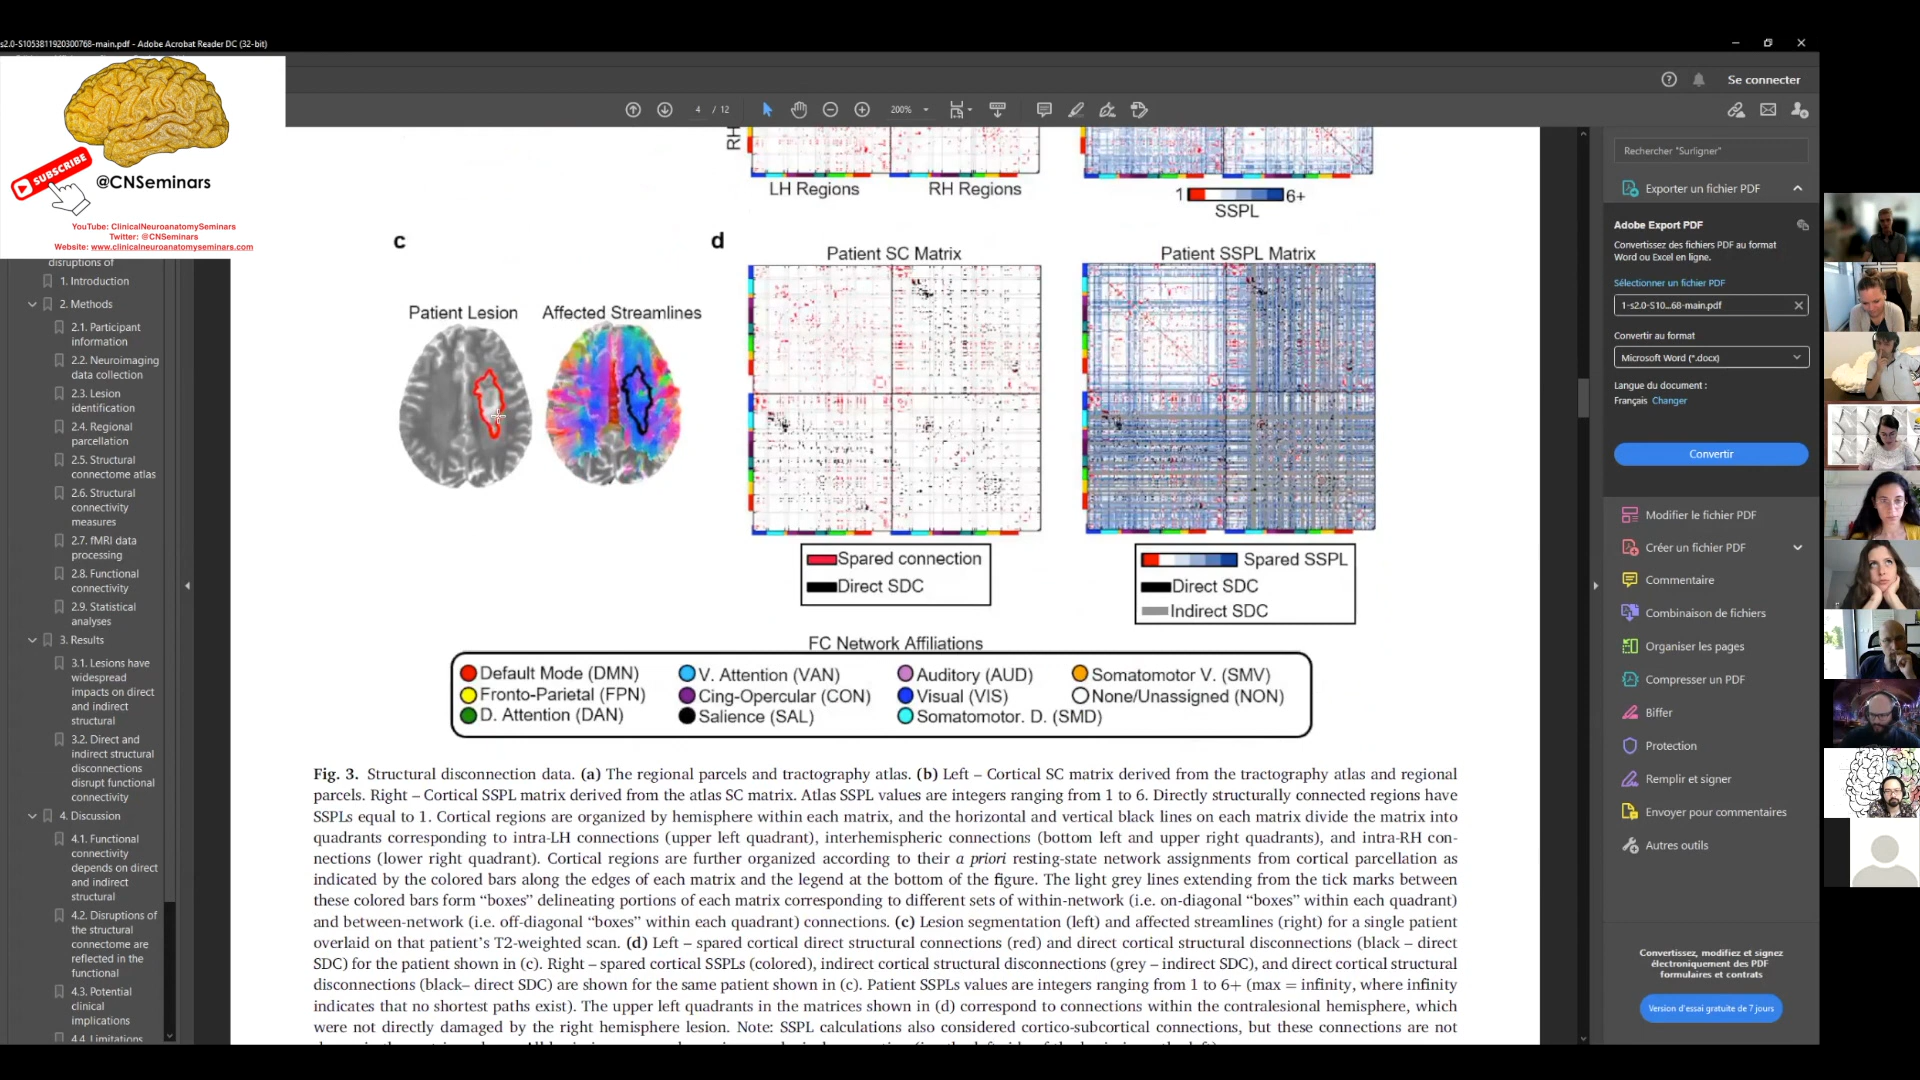 s2.0-S1053811920300768-main.pdf - Adobe Acrobat Reader DC (32-bit)
SUBSCRIBE
@CNSeminars
YouTube: ClinicalNeuroanatomySeminars
Twitter: @CNSeminars
Website: www.clinicalneuroanatomyseminars.com
Se connecter
4 / 12
200%
disruptions of
1. Introduction
2. Methods
2.1. Participant
information
2.2. Neuroimaging
data collection
2.3. Lesion
identification
2.4. Regional
parcellation
2.5. Structural
connectome atlas
2.6. Structural
connectivity
measures
2.7. fMRI data
processing
2.8. Functional
connectivity
2.9. Statistical
analyses
3. Results
3.1. Lesions have
widespread
impacts on direct
and indirect
structural
3.2. Direct and
indirect structural
disconnections
disrupt functional
connectivity
4. Discussion
4.1. Functional
connectivity
depends on direct
and indirect
structural
4.2. Disruptions of
the structural
connectome are
reflected in the
functional
4.3. Potential
clinical
implications
4.4. Limitations
RH
LH Regions
RH Regions
1
6+
SSPL
c
d
Patient Lesion
Affected Streamlines
Patient SC Matrix
Patient SSPL Matrix
Spared connection
Direct SDC
Spared SSPL
Direct SDC
Indirect SDC
FC Network Affiliations
Default Mode (DMN)
V. Attention (VAN)
Auditory (AUD)
Somatomotor V. (SMV)
Fronto-Parietal (FPN)
Cing-Opercular (CON)
Visual (VIS)
None/Unassigned (NON)
D. Attention (DAN)
Salience (SAL)
Somatomotor. D. (SMD)
Fig. 3. Structural disconnection data. (a) The regional parcels and tractography atlas. (b) Left – Cortical SC matrix derived from the tractography atlas and regional
parcels. Right – Cortical SSPL matrix derived from the atlas SC matrix. Atlas SSPL values are integers ranging from 1 to 6. Directly structurally connected regions have
SSPLs equal to 1. Cortical regions are organized by hemisphere within each matrix, and the horizontal and vertical black lines on each matrix divide the matrix into
quadrants corresponding to intra-LH connections (upper left quadrant), interhemispheric connections (bottom left and upper right quadrants), and intra-RH con-
nections (lower right quadrant). Cortical regions are further organized according to their a priori resting-state network assignments from cortical parcellation as
indicated by the colored bars along the edges of each matrix and the legend at the bottom of the figure. The light grey lines extending from the tick marks between
these colored bars form “boxes” delineating portions of each matrix corresponding to different sets of within-network (i.e. on-diagonal “boxes” within each quadrant)
and between-network (i.e. off-diagonal “boxes” within each quadrant) connections. (c) Lesion segmentation (left) and affected streamlines (right) for a single patient
overlaid on that patient’s T2-weighted scan. (d) Left – spared cortical direct structural connections (red) and direct cortical structural disconnections (black – direct
SDC) for the patient shown in (c). Right – spared cortical SSPLs (colored), indirect cortical structural disconnections (grey – indirect SDC), and direct cortical structural
disconnections (black– direct SDC) are shown for the same patient shown in (c). Patient SSPLs values are integers ranging from 1 to 6+ (max = infinity, where infinity
indicates that no shortest paths exist). The upper left quadrants in the matrices shown in (d) correspond to connections within the contralesional hemisphere, which
were not directly damaged by the right hemisphere lesion. Note: SSPL calculations also considered cortico-subcortical connections, but these connections are not
Rechercher "Surligner"
Exporter un fichier PDF
Adobe Export PDF
Convertissez des fichiers PDF au format
Word ou Excel en ligne.
Sélectionner un fichier PDF
1-s2.0-S10...68-main.pdf
Convertir au format
Microsoft Word (*.docx)
Langue du document :
Français Changer
Convertir
Modifier le fichier PDF
Créer un fichier PDF
Commentaire
Combinaison de fichiers
Organiser les pages
Compresser un PDF
Biffer
Protection
Remplir et signer
Envoyer pour commentaires
Autres outils
Convertissez, modifiez et signez
électroniquement des PDF
formulaires et contrats
Version d'essai gratuite de 7 jours